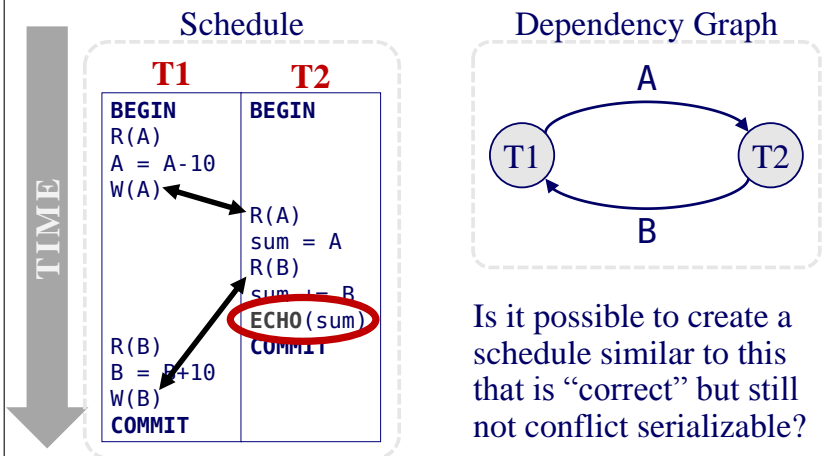 Schedule
T1
T2
BEGIN
R(A)
A = A-10
W(A)
R(B)
B = B+10
W(B)
COMMIT
BEGIN
R(A)
sum = A
R(B)
sum += B
ECHO(sum)
COMMIT
TIME
Dependency Graph
A
T1
T2
B
Is it possible to create a
schedule similar to this
that is “correct” but still
not conflict serializable?